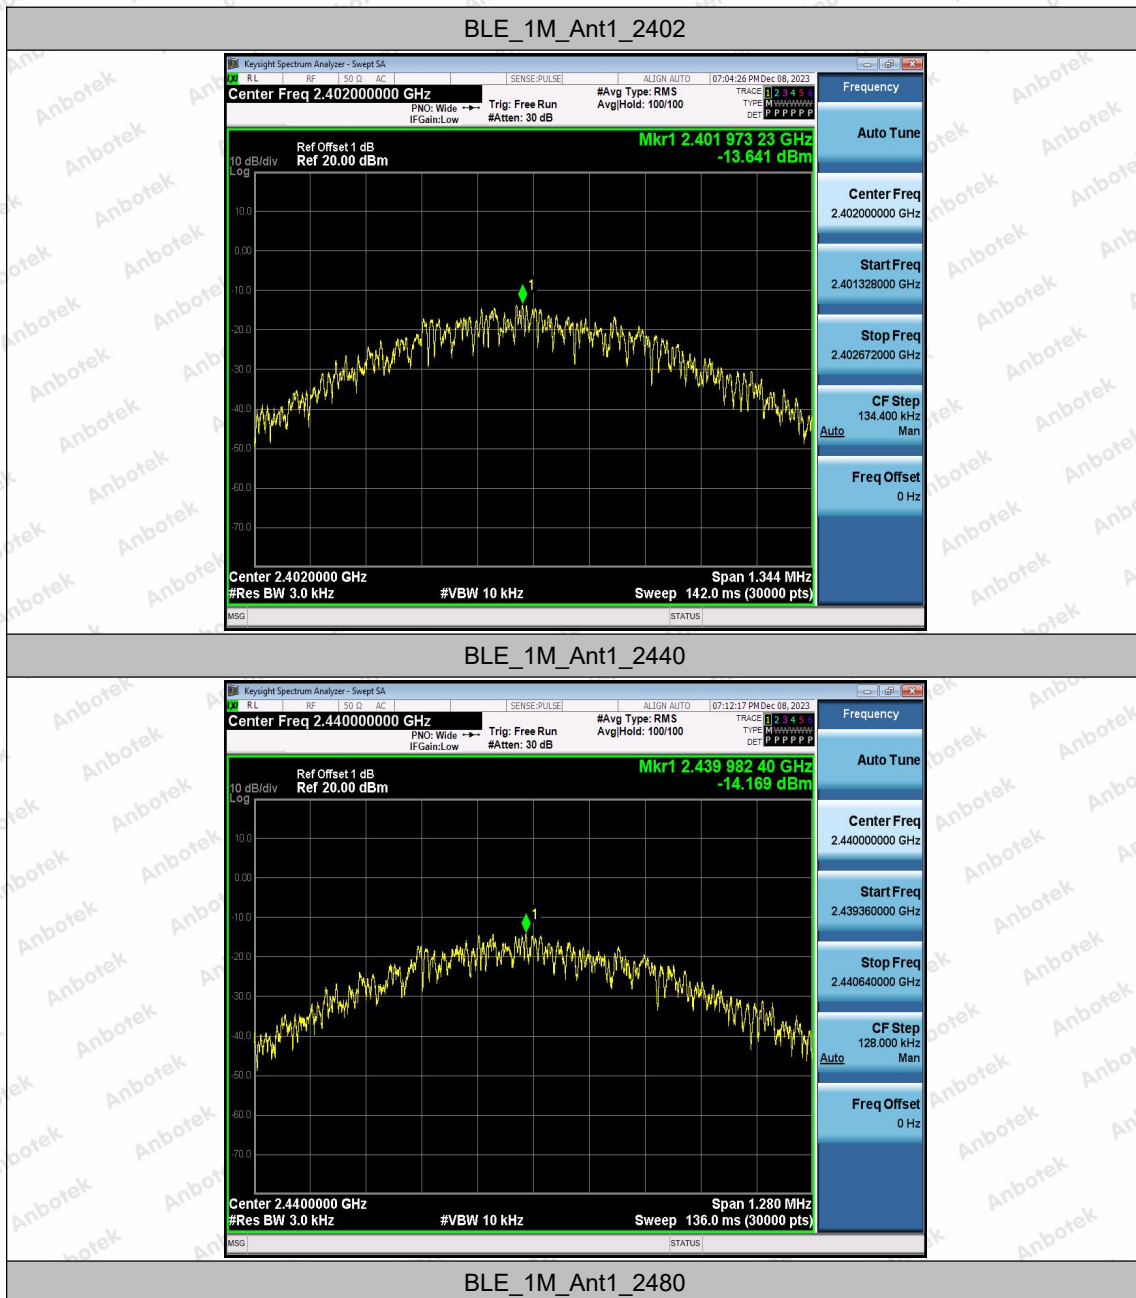 BLE_1M_Ant1_2402
Keysight Spectrum Analyzer - Swept SA
LXI RL RF 50 Ω AC SENSE:PULSE ALIGN AUTO 07:04:26 PM Dec 08, 2023
Center Freq 2.402000000 GHz
PNO: Wide
IFGain:Low
Trig: Free Run
#Atten: 30 dB
#Avg Type: RMS
Avg|Hold: 100/100
TRACE 1 2 3 4 5 6
TYPE M W W W W W
DET P P P P P P
Mkr1 2.401 973 23 GHz
-13.641 dBm
Ref Offset 1 dB
10 dB/div Ref 20.00 dBm
Log
10.0
0.00
-10.0
-20.0
-30.0
-40.0
-50.0
-60.0
-70.0
1
Center 2.4020000 GHz Span 1.344 MHz
#Res BW 3.0 kHz #VBW 10 kHz Sweep 142.0 ms (30000 pts)
MSG STATUS
Frequency
Auto Tune
Center Freq
2.402000000 GHz
Start Freq
2.401328000 GHz
Stop Freq
2.402672000 GHz
CF Step
134.400 kHz
Auto Man
Freq Offset
0 Hz
BLE_1M_Ant1_2440
Keysight Spectrum Analyzer - Swept SA
LXI RL RF 50 Ω AC SENSE:PULSE ALIGN AUTO 07:12:17 PM Dec 08, 2023
Center Freq 2.440000000 GHz
PNO: Wide
IFGain:Low
Trig: Free Run
#Atten: 30 dB
#Avg Type: RMS
Avg|Hold: 100/100
TRACE 1 2 3 4 5 6
TYPE M W W W W W
DET P P P P P P
Mkr1 2.439 982 40 GHz
-14.169 dBm
Ref Offset 1 dB
10 dB/div Ref 20.00 dBm
Log
10.0
0.00
-10.0
-20.0
-30.0
-40.0
-50.0
-60.0
-70.0
1
Center 2.4400000 GHz Span 1.280 MHz
#Res BW 3.0 kHz #VBW 10 kHz Sweep 136.0 ms (30000 pts)
MSG STATUS
Frequency
Auto Tune
Center Freq
2.440000000 GHz
Start Freq
2.439360000 GHz
Stop Freq
2.440640000 GHz
CF Step
128.000 kHz
Auto Man
Freq Offset
0 Hz
BLE_1M_Ant1_2480
Anbotek